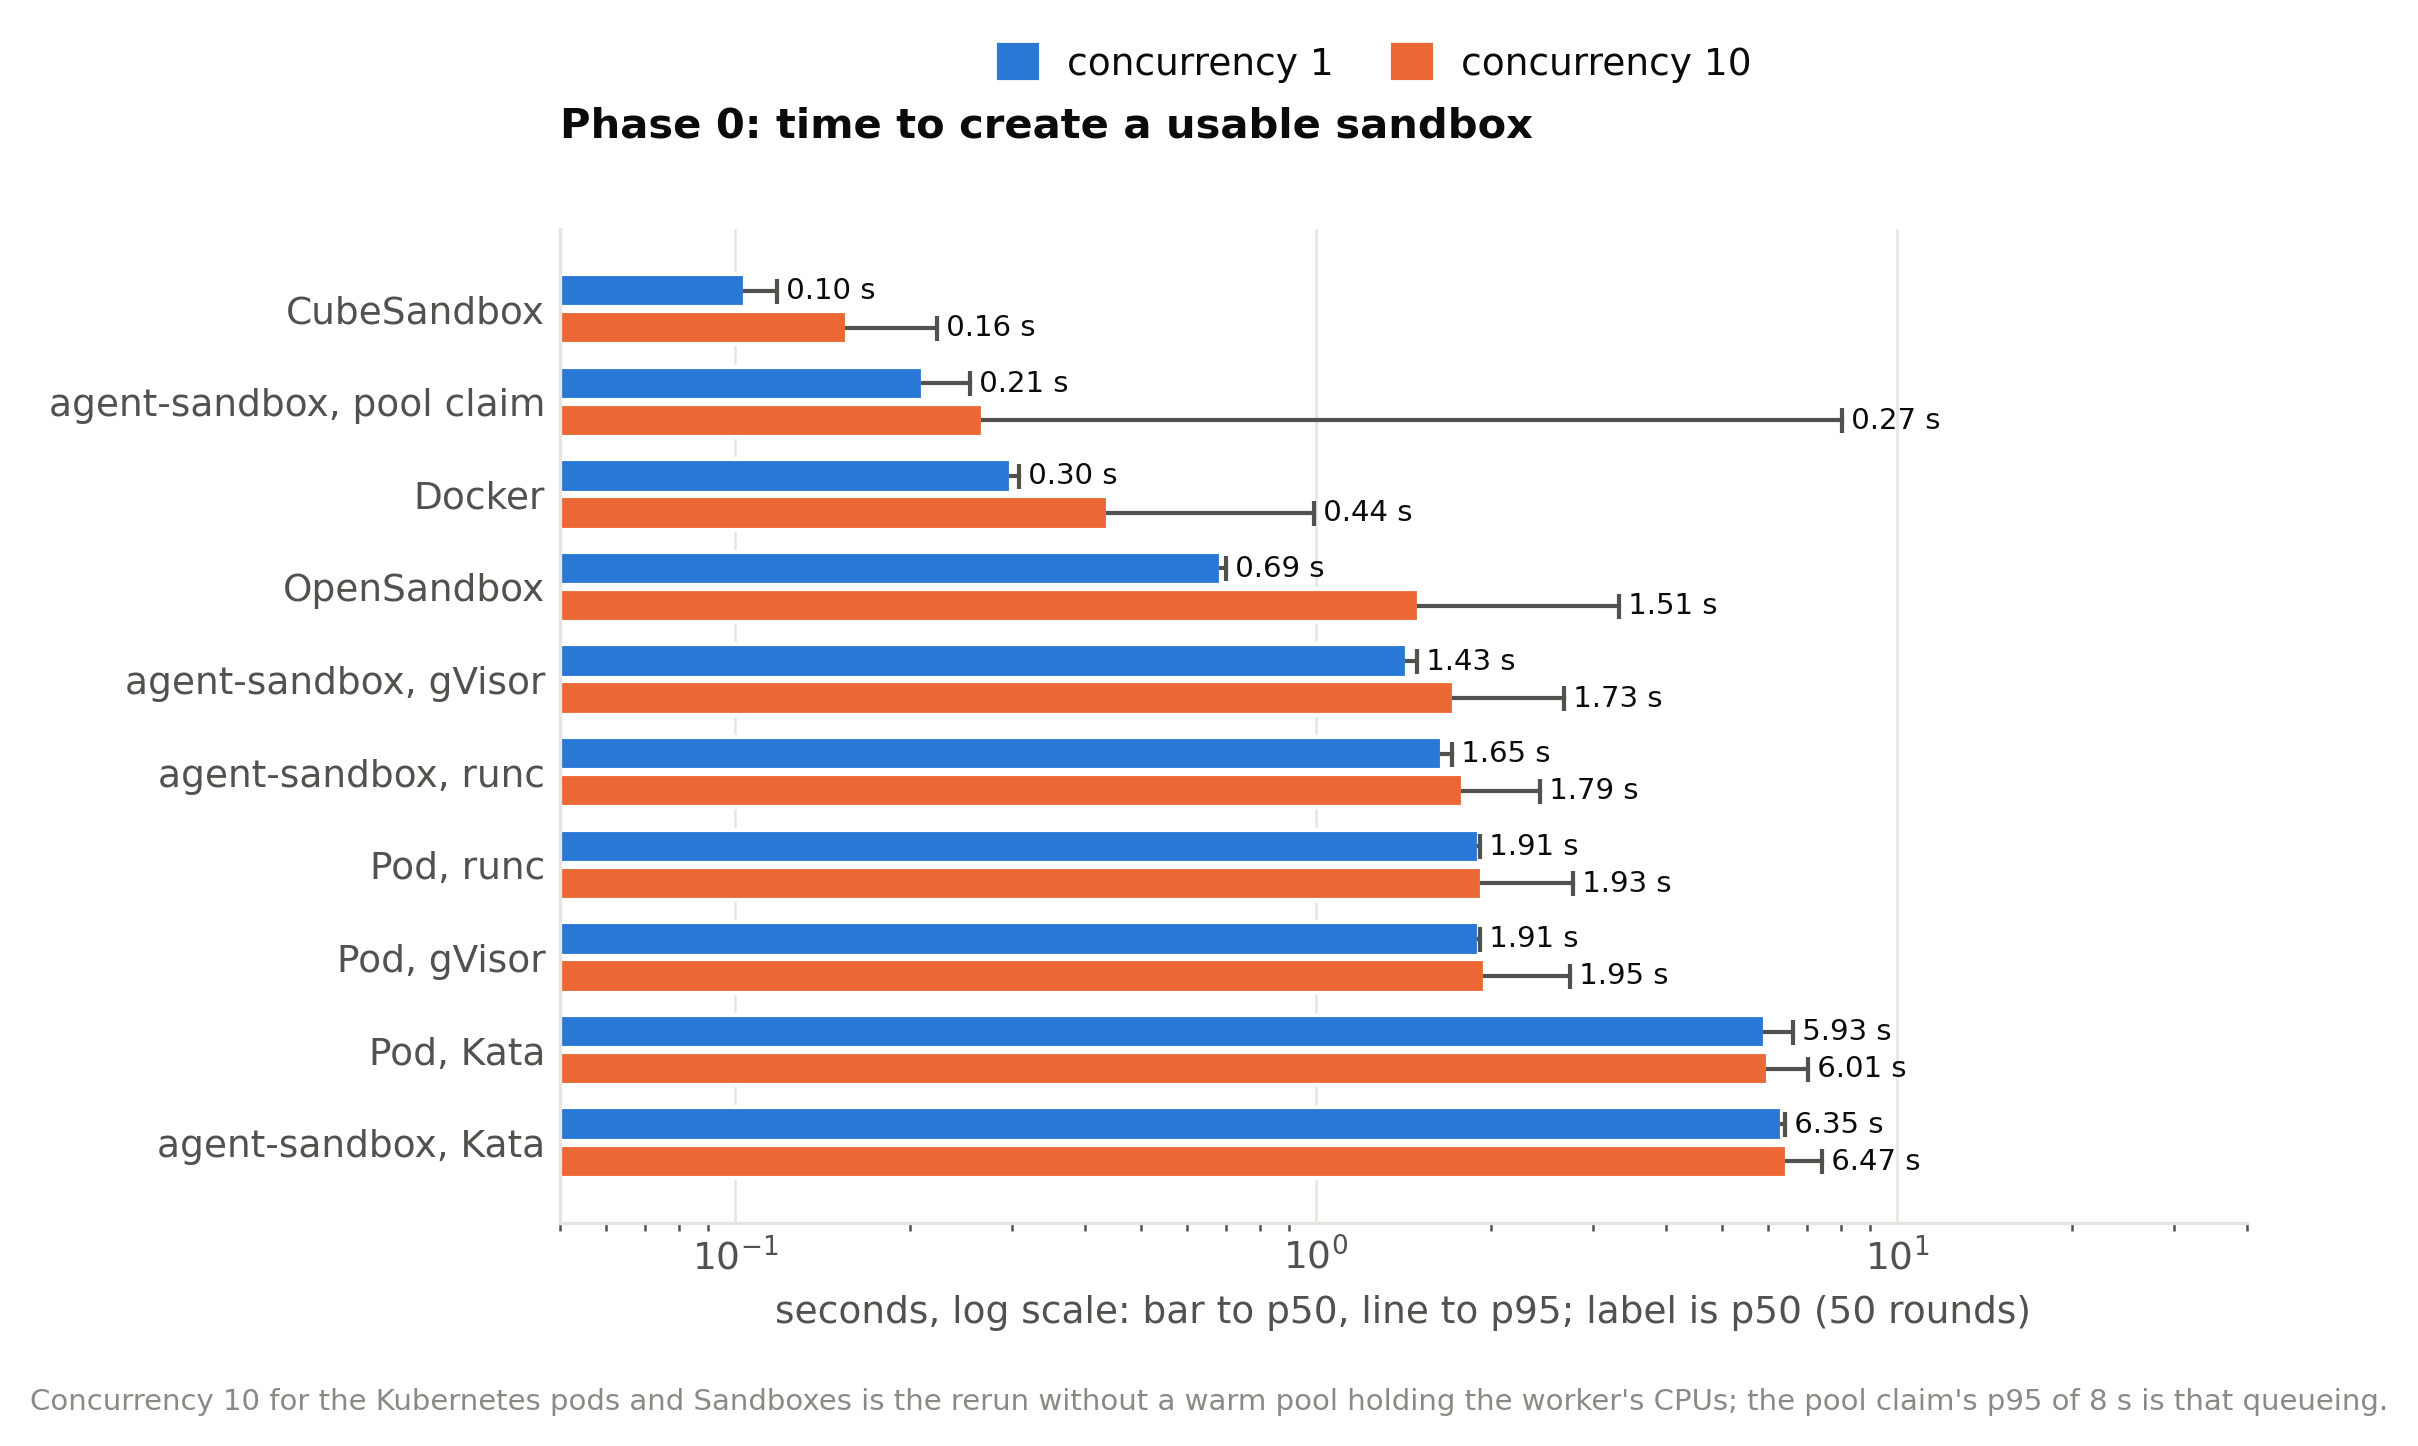 concurrency 1
concurrency 10
Phase 0: time to create a usable sandbox
CubeSandbox
0.10 s
0.16 s
agent-sandbox, pool claim
0.21 s
0.27 s
Docker
0.30 s
0.44 s
OpenSandbox
0.69 s
1.51 s
agent-sandbox, gVisor
1.43 s
1.73 s
agent-sandbox, runc
1.65 s
1.79 s
Pod, runc
1.91 s
1.93 s
Pod, gVisor
1.91 s
1.95 s
Pod, Kata
5.93 s
6.01 s
agent-sandbox, Kata
6.35 s
6.47 s
10⁻¹ 10⁰ 10¹
seconds, log scale: bar to p50, line to p95; label is p50 (50 rounds)
Concurrency 10 for the Kubernetes pods and Sandboxes is the rerun without a warm pool holding the worker's CPUs; the pool claim's p95 of 8 s is that queueing.